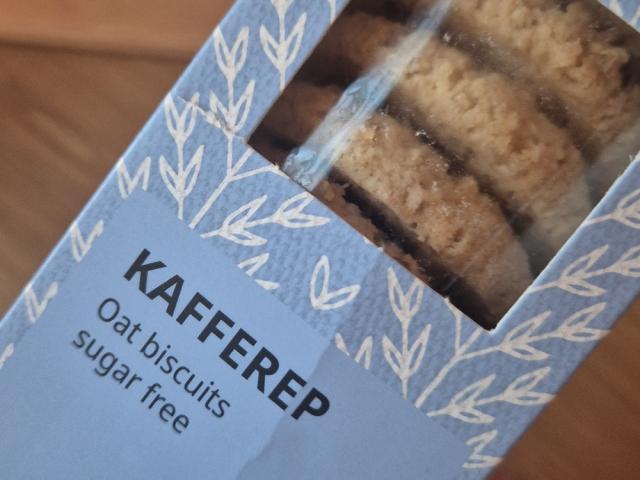 KAFFEREP
Oat biscuits
sugar free